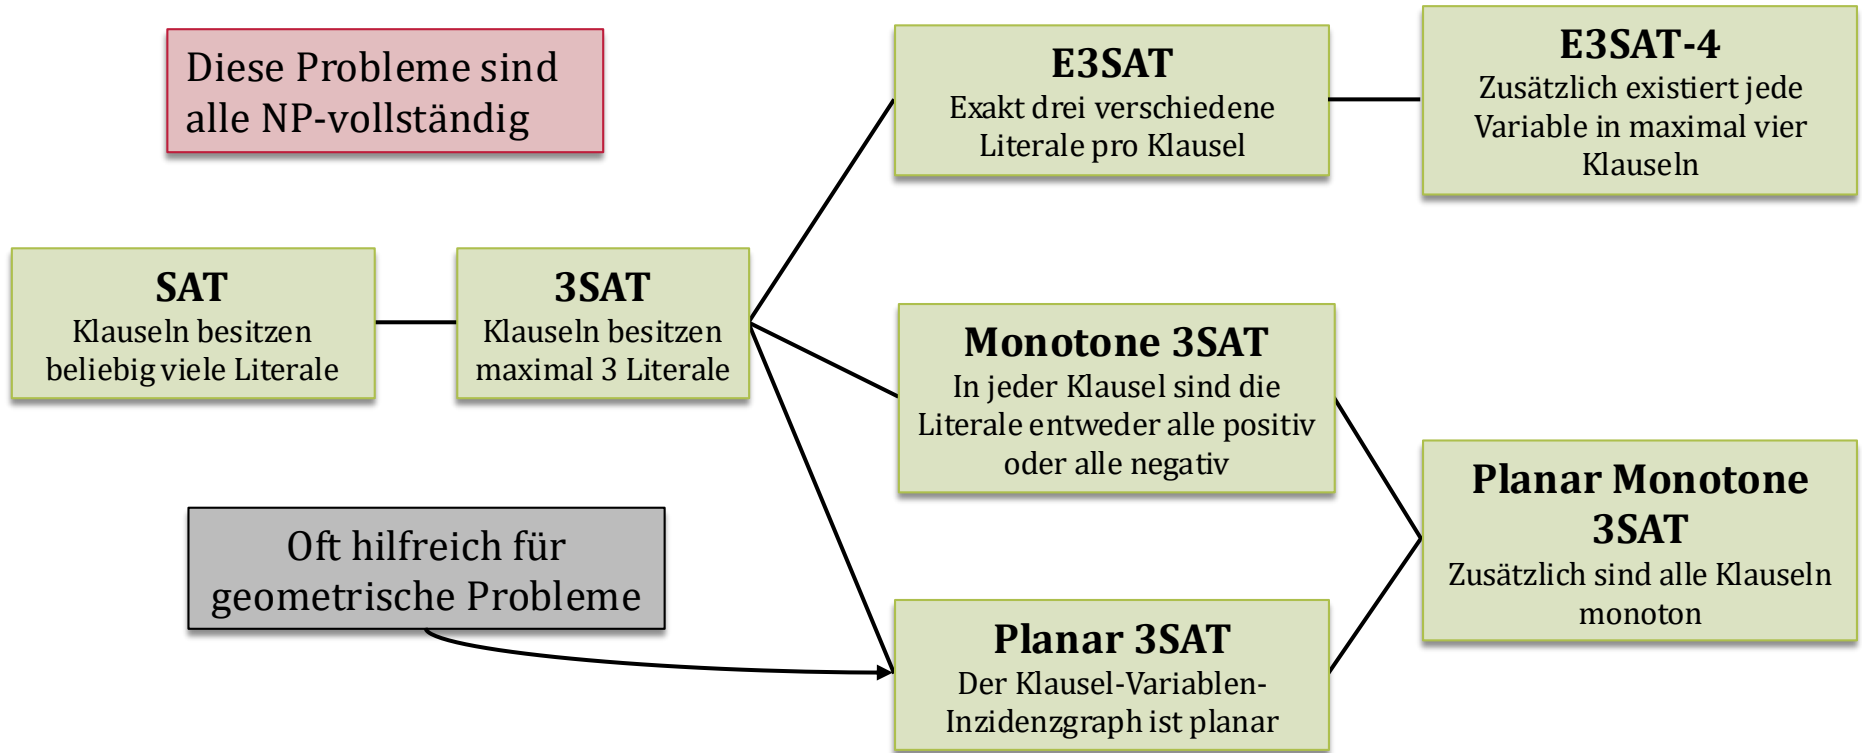 Diese Probleme sind
alle NP-vollständig
E3SAT
Exakt drei verschiedene
Literale pro Klausel
E3SAT-4
Zusätzlich existiert jede
Variable in maximal vier
Klauseln
SAT
Klauseln besitzen
beliebig viele Literale
3SAT
Klauseln besitzen
maximal 3 Literale
Monotone 3SAT
In jeder Klausel sind die
Literale entweder alle positiv
oder alle negativ
Planar Monotone
3SAT
Zusätzlich sind alle Klauseln
monoton
Oft hilfreich für
geometrische Probleme
Planar 3SAT
Der Klausel-Variablen-
Inzidenzgraph ist planar